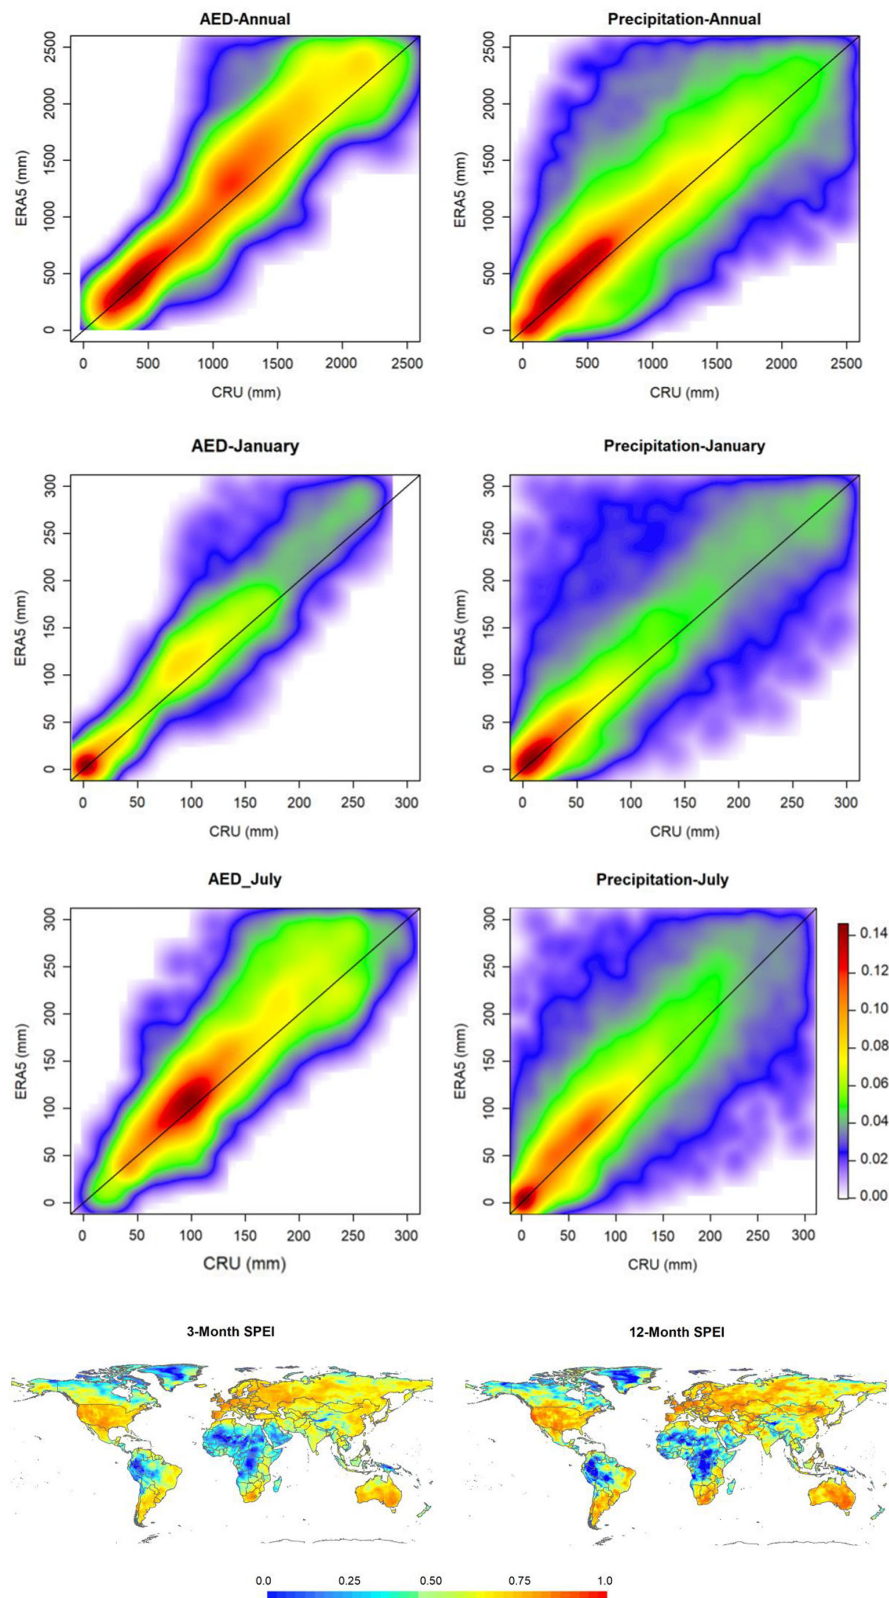 AED-Annual
Precipitation-Annual
2500
2000
1500
1000
500
0
ERA5 (mm)
0 500 1000 1500 2000 2500
CRU (mm)
2500
2000
1500
1000
500
0
ERA5 (mm)
0 500 1000 1500 2000 2500
CRU (mm)
AED-January
Precipitation-January
300
250
200
150
100
50
0
ERA5 (mm)
0 50 100 150 200 250 300
CRU (mm)
300
250
200
150
100
50
0
ERA5 (mm)
0 50 100 150 200 250 300
CRU (mm)
AED_July
Precipitation-July
300
250
200
150
100
50
0
ERA5 (mm)
0 50 100 150 200 250 300
CRU (mm)
300
250
200
150
100
50
0
ERA5 (mm)
0 50 100 150 200 250 300
CRU (mm)
0.14
0.12
0.10
0.08
0.06
0.04
0.02
0.00
3-Month SPEI
12-Month SPEI
0.0 0.25 0.50 0.75 1.0